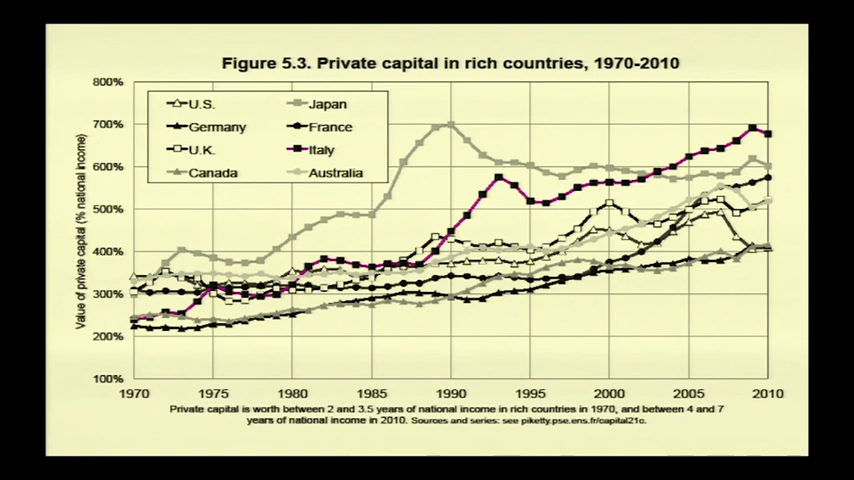 Figure 5.3. Private capital in rich countries, 1970-2010
800%
700%
600%
500%
400%
300%
200%
100%
Value of private capital (% national income)
U.S.
Japan
Germany
France
U.K.
Italy
Canada
Australia
1970 1975 1980 1985 1990 1995 2000 2005 2010
Private capital is worth between 2 and 3.5 years of national income in rich countries in 1970, and between 4 and 7
years of national income in 2010. Sources and series: see piketty.pse.ens.fr/capital21c.